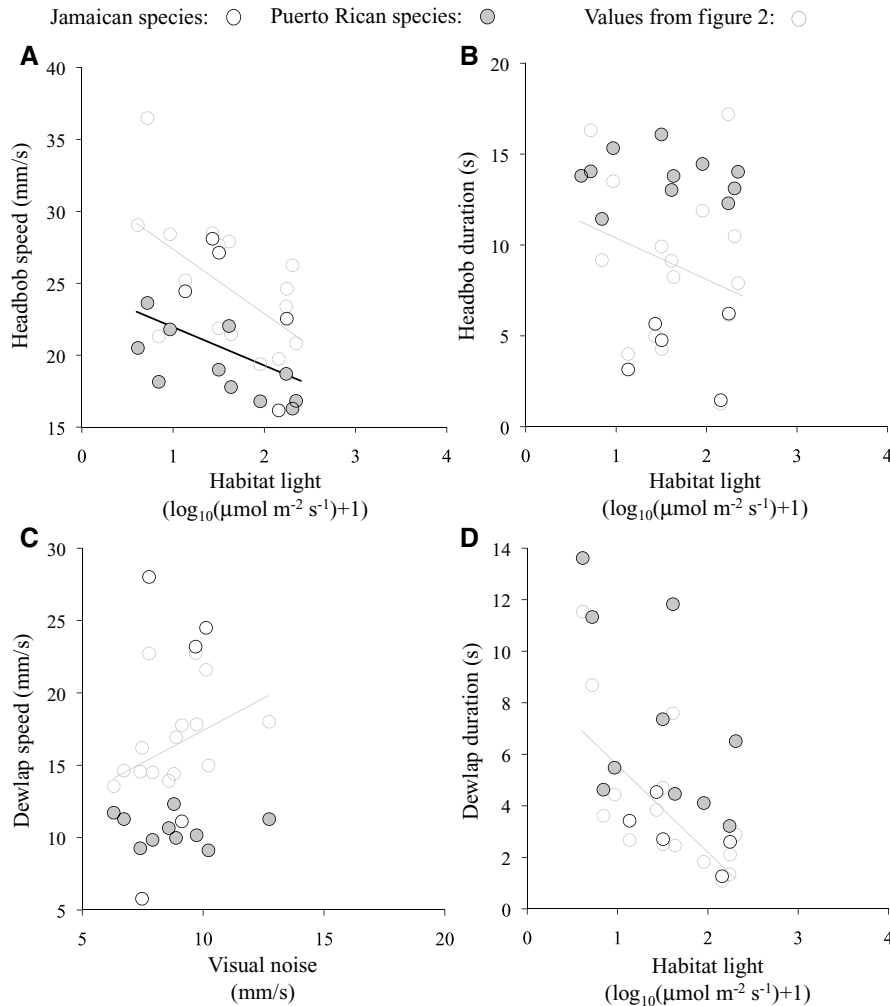 Jamaican species: Puerto Rican species: Values from figure 2:
A
Headbob speed (mm/s)
40
35
30
25
20
15
0 1 2 3 4
Habitat light
(log₁₀(μmol m⁻² s⁻¹)+1)
B
Headbob duration (s)
20
15
10
5
0
0 1 2 3 4
Habitat light
(log₁₀(μmol m⁻² s⁻¹)+1)
C
Dewlap speed (mm/s)
30
25
20
15
10
5
5 10 15 20
Visual noise
(mm/s)
D
Dewlap duration (s)
14
12
10
8
6
4
2
0
0 1 2 3 4
Habitat light
(log₁₀(μmol m⁻² s⁻¹)+1)